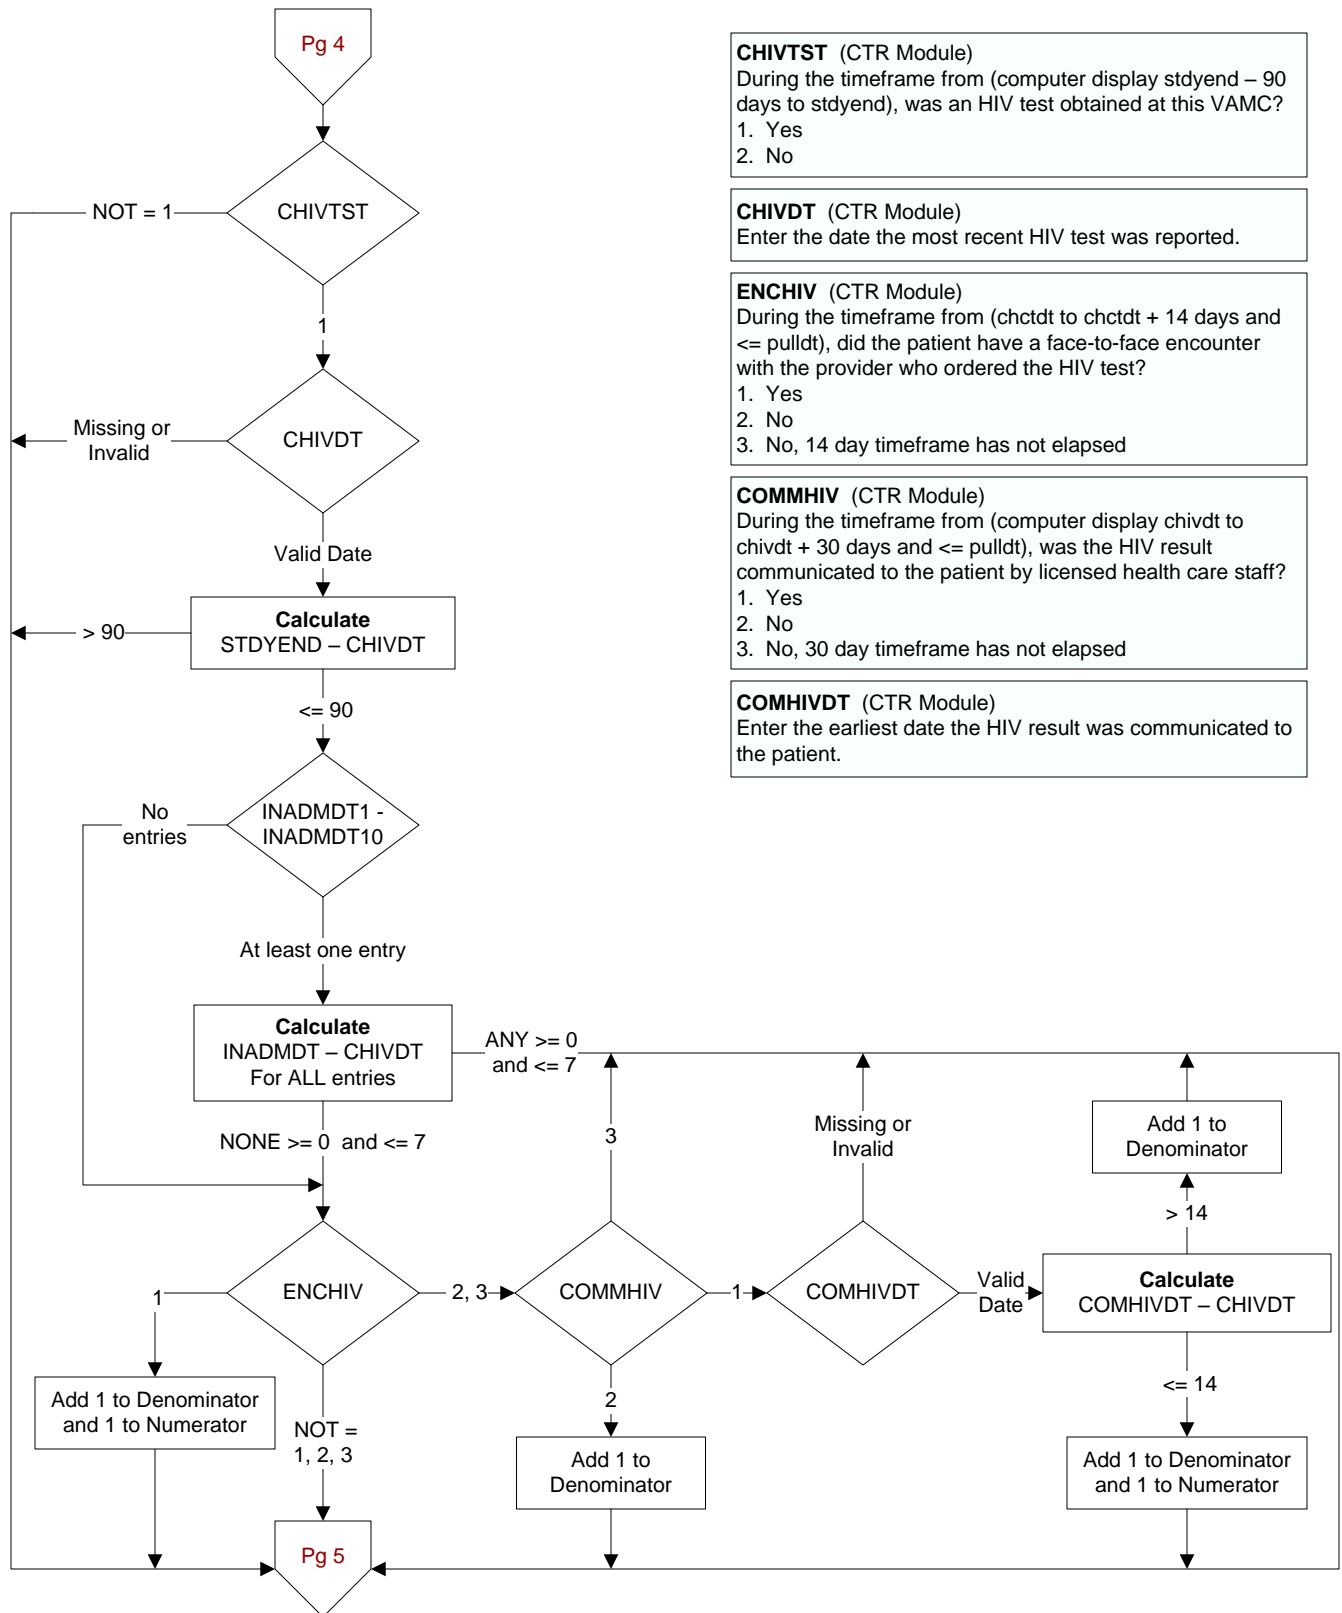 Pg 4
CHIVTST (CTR Module)
During the timeframe from (computer display stdyend – 90
days to stdyend), was an HIV test obtained at this VAMC?
1. Yes
2. No
CHIVDT (CTR Module)
Enter the date the most recent HIV test was reported.
ENCHIV (CTR Module)
During the timeframe from (chctdt to chctdt + 14 days and
<= pulldt), did the patient have a face-to-face encounter
with the provider who ordered the HIV test?
1. Yes
2. No
3. No, 14 day timeframe has not elapsed
COMMHIV (CTR Module)
During the timeframe from (computer display chivdt to
chivdt + 30 days and <= pulldt), was the HIV result
communicated to the patient by licensed health care staff?
1. Yes
2. No
3. No, 30 day timeframe has not elapsed
COMHIVDT (CTR Module)
Enter the earliest date the HIV result was communicated to
the patient.
NOT = 1
CHIVTST
1
Missing or
Invalid
CHIVDT
Valid Date
> 90
Calculate
STDYEND – CHIVDT
<= 90
No
entries
INADMDT1 -
INADMDT10
At least one entry
Calculate
INADMDT – CHIVDT
For ALL entries
ANY >= 0
and <= 7
NONE >= 0 and <= 7
3
Missing or
Invalid
Add 1 to
Denominator
> 14
1
ENCHIV
2, 3
COMMHIV
1
COMHIVDT
Valid
Date
Calculate
COMHIVDT – CHIVDT
<= 14
Add 1 to Denominator
and 1 to Numerator
NOT =
1, 2, 3
2
Add 1 to
Denominator
Add 1 to Denominator
and 1 to Numerator
Pg 5